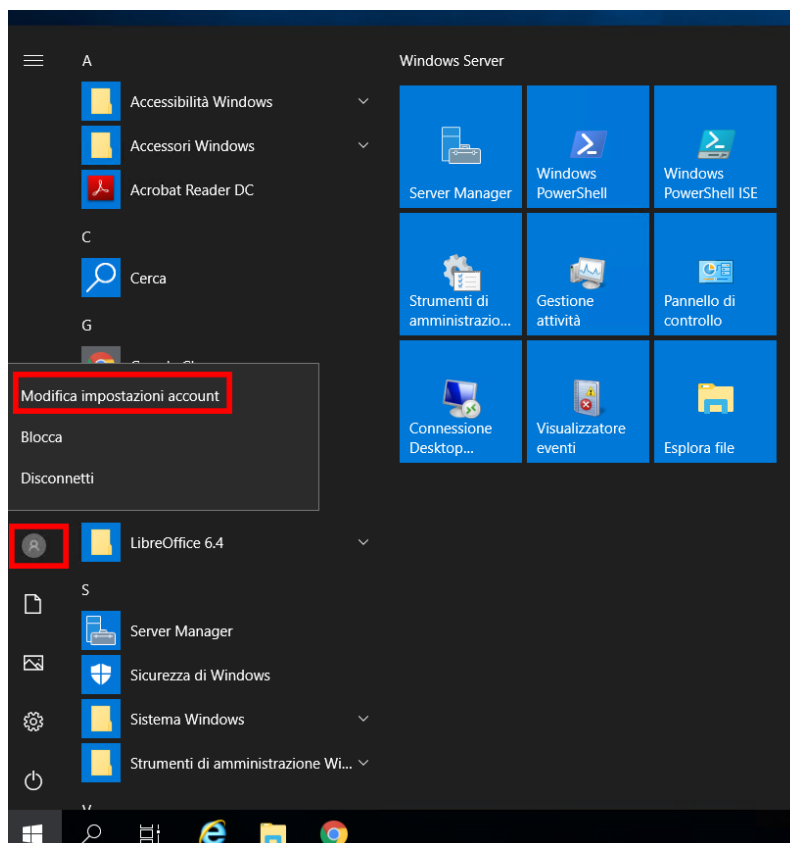 A
Accessibilità Windows
Accessori Windows
Acrobat Reader DC
C
Cerca
G
Modifica impostazioni account
Blocca
Disconnetti
LibreOffice 6.4
S
Server Manager
Sicurezza di Windows
Sistema Windows
Strumenti di amministrazione Wi...
Windows Server
Server Manager
Windows
PowerShell
Windows
PowerShell ISE
Strumenti di
amministrazio...
Gestione
attività
Pannello di
controllo
Connessione
Desktop...
Visualizzatore
eventi
Esplora file